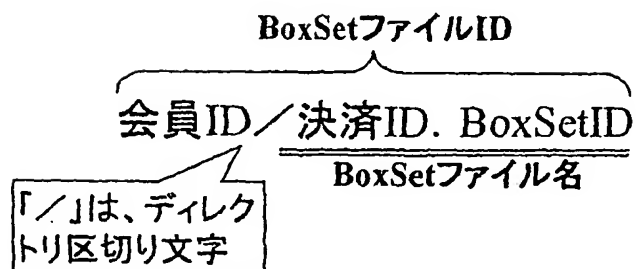 BoxSetファイルID
会員ID／決済ID. BoxSetID
BoxSetファイル名
「／」は、ディレク
トリ区切り文字